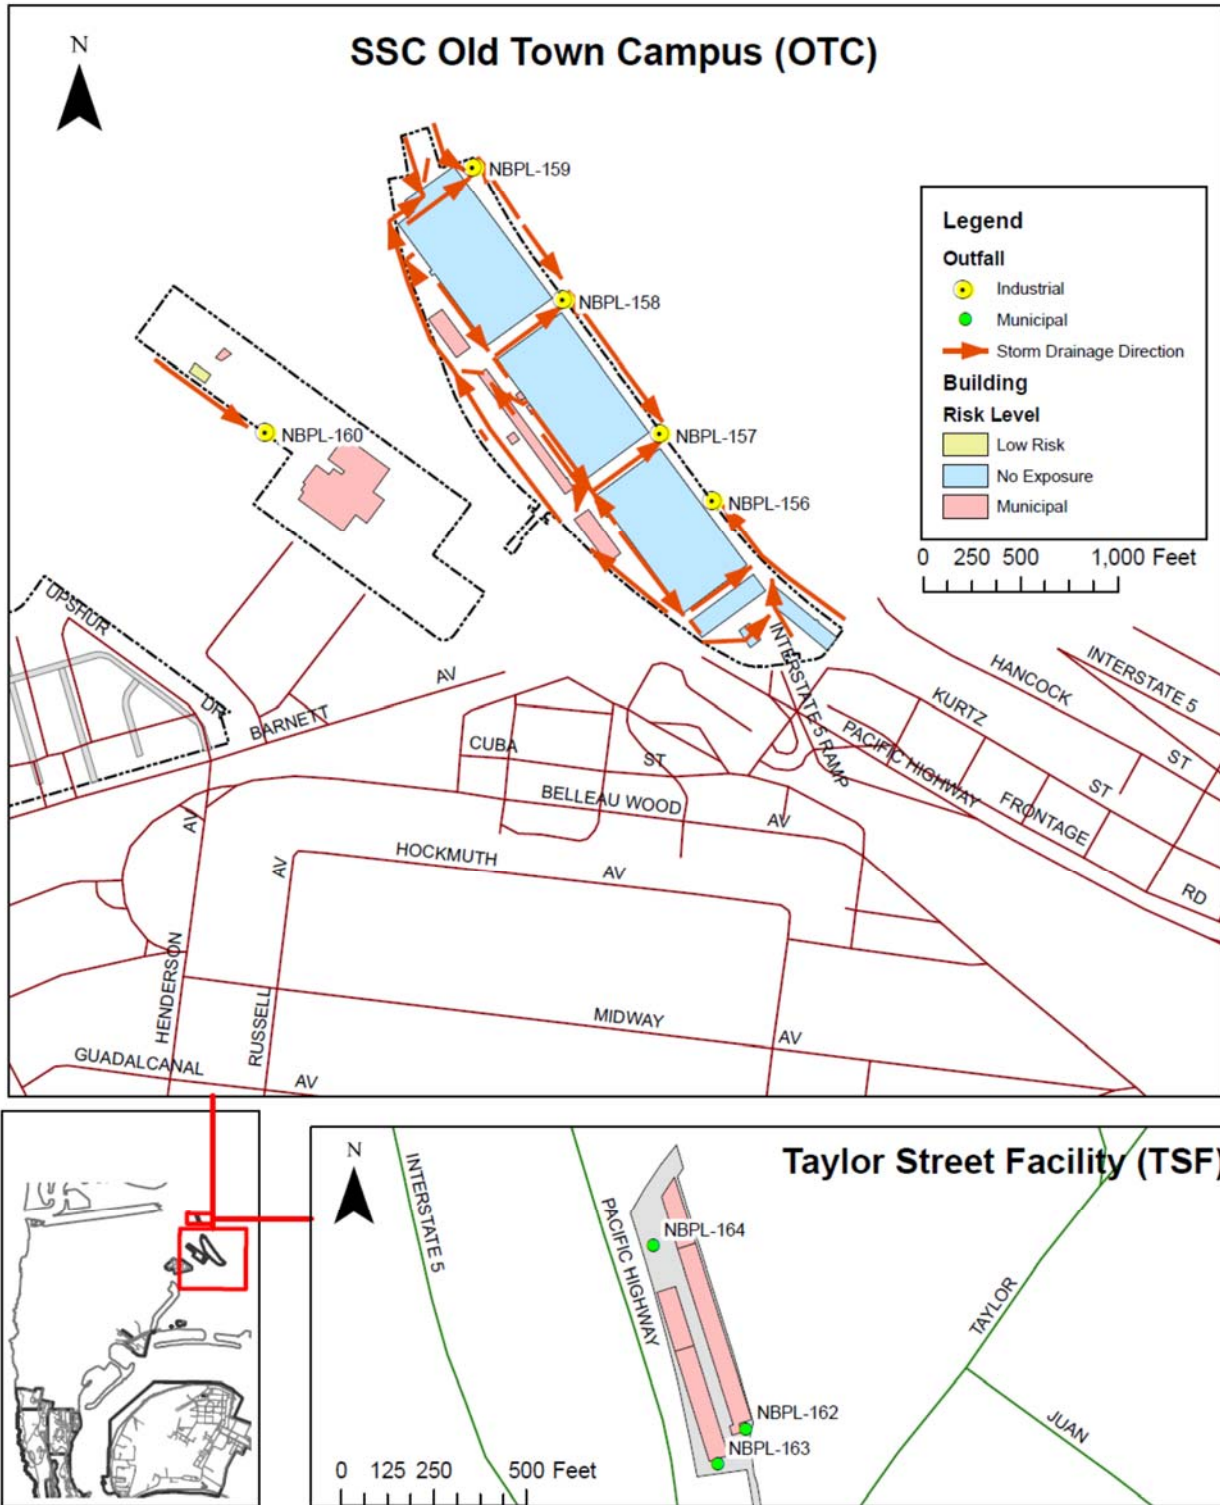 SSC Old Town Campus (OTC)
N
NBPL-159
NBPL-158
NBPL-157
NBPL-156
NBPL-160
Legend
Outfall
Industrial
Municipal
Storm Drainage Direction
Building
Risk Level
Low Risk
No Exposure
Municipal
0 250 500 1,000 Feet
UPSHUR
DR
BARNETT
AV
CUBA
ST
BELLEAU WOOD
AV
HOCKMUTH
AV
AV
AV
HENDERSON
RUSSELL
MIDWAY
AV
GUADALCANAL
AV
INTERSTATE 5 RAMP
PACIFIC HIGHWAY
FRONTAGE
RD
KURTZ
ST
HANCOCK
ST
INTERSTATE 5
Taylor Street Facility (TSF)
N
INTERSTATE 5
PACIFIC HIGHWAY
NBPL-164
NBPL-162
NBPL-163
TAYLOR
JUAN
0 125 250 500 Feet